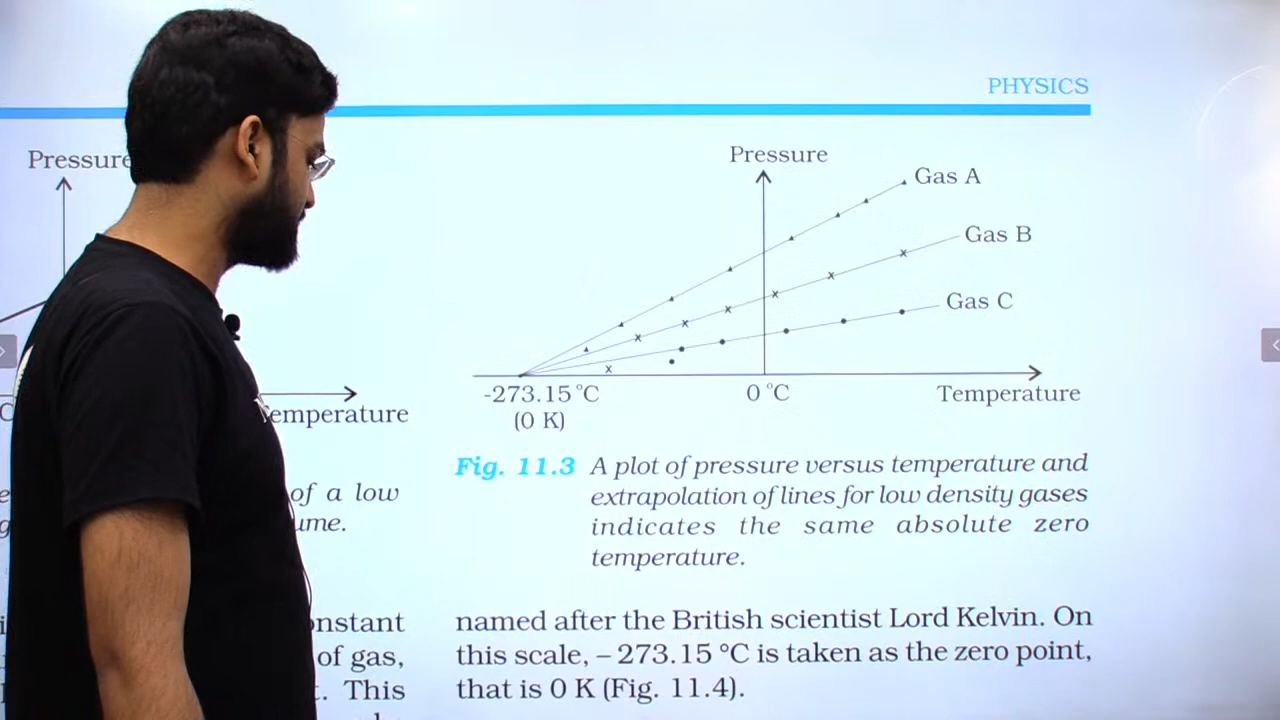 PHYSICS
Pressure
Temperature
of a low
ume.
onstant
of gas,
This
Pressure
Gas A
Gas B
Gas C
-273.15 °C
(0 K)
0 °C
Temperature
Fig. 11.3 A plot of pressure versus temperature and
extrapolation of lines for low density gases
indicates the same absolute zero
temperature.
named after the British scientist Lord Kelvin. On
this scale, – 273.15 °C is taken as the zero point,
that is 0 K (Fig. 11.4).